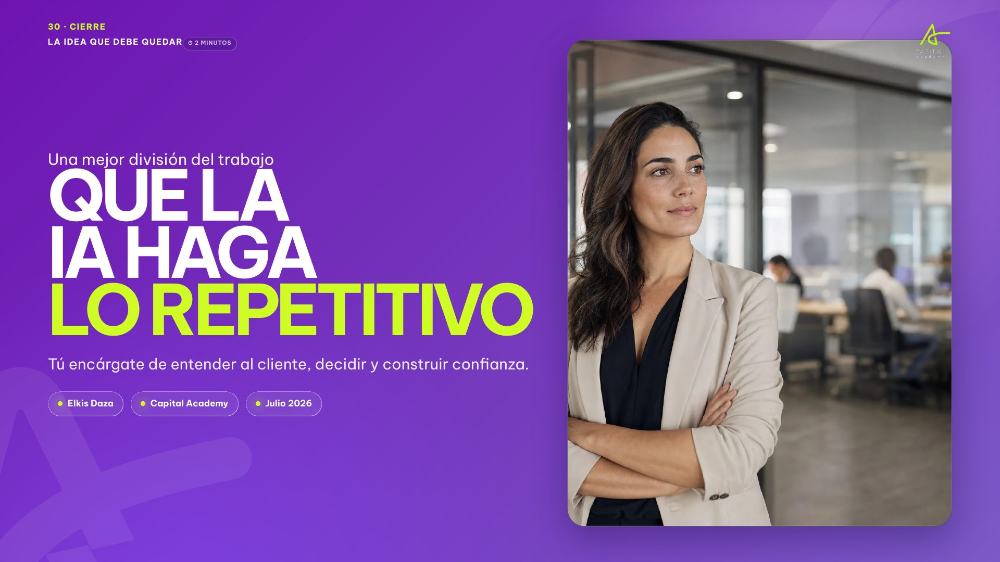 30 · CIERRE
LA IDEA QUE DEBE QUEDAR
⏱ 2 MINUTOS
CAPITAL
academy
Una mejor división del trabajo
QUE LA
IA HAGA
LO REPETITIVO
Tú encárgate de entender al cliente, decidir y construir confianza.
Elkis Daza
Capital Academy
Julio 2026